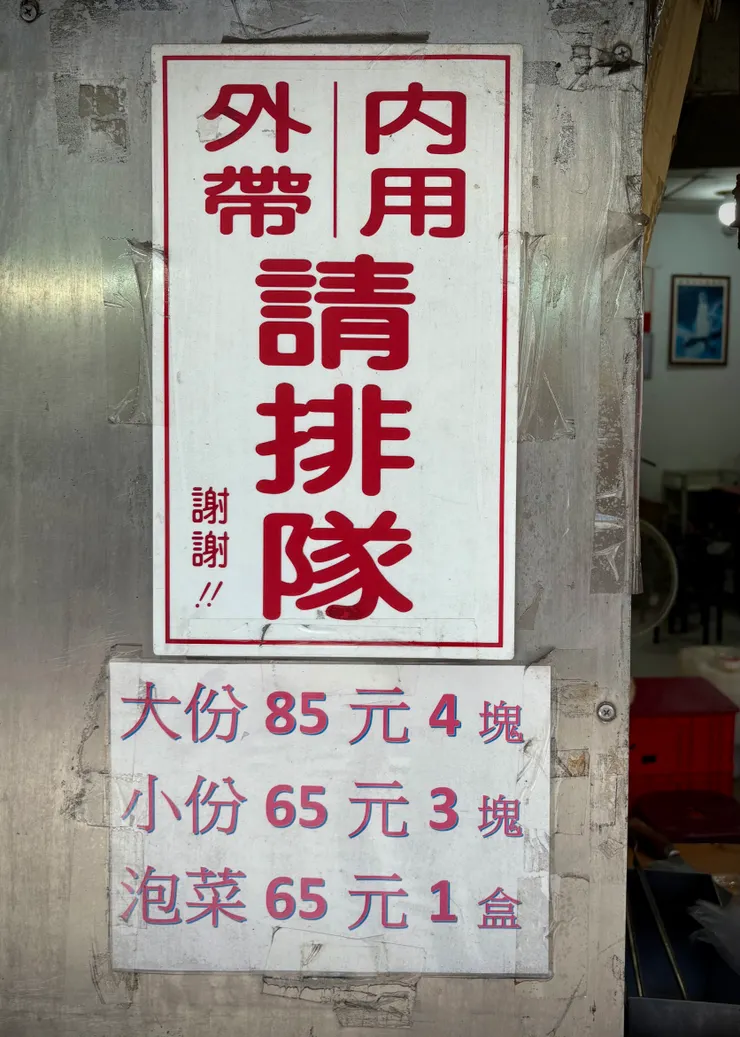 內用
外帶
請排隊
謝謝!!
大份 85 元 4 塊
小份 65 元 3 塊
泡菜 65 元 1 盒